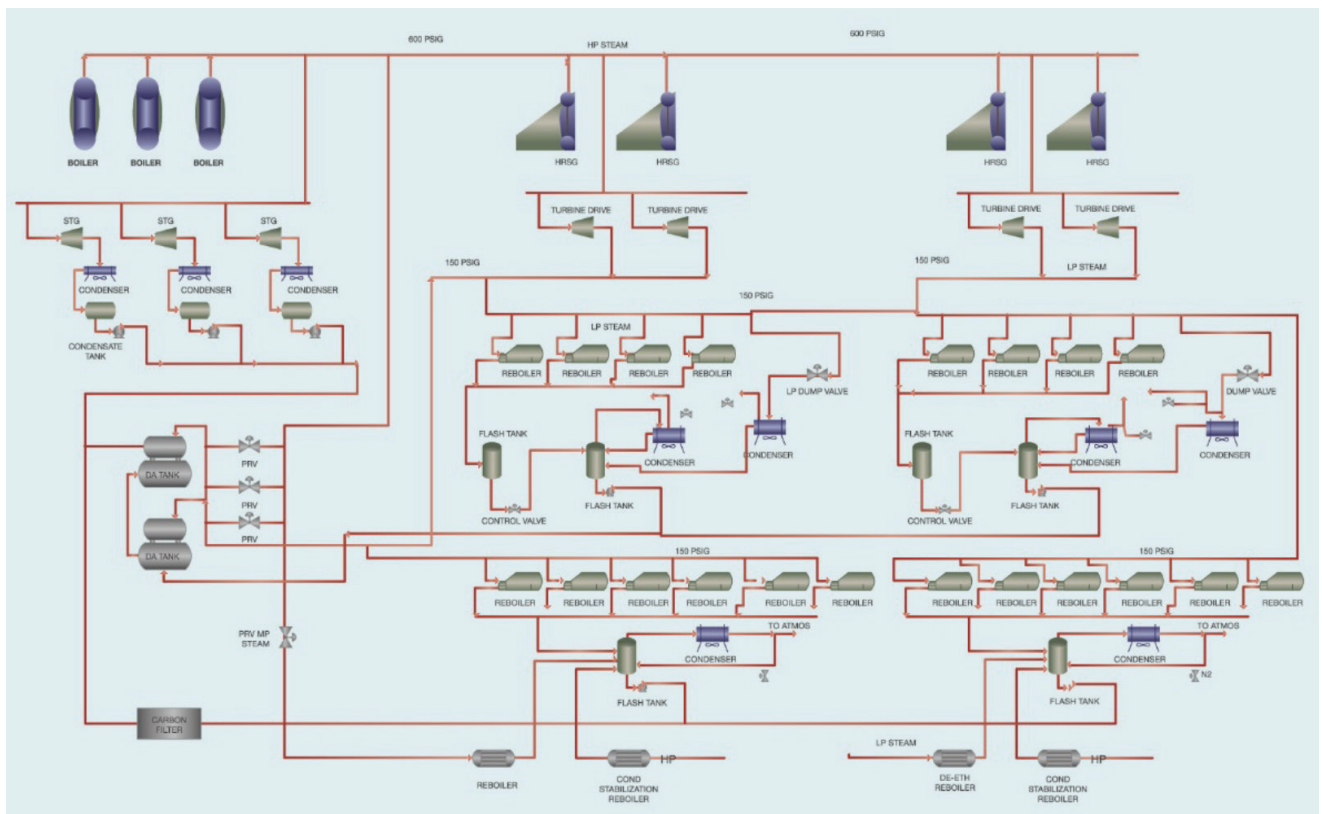 600 PSIG
HP STEAM
600 PSIG
BOILER
BOILER
BOILER
HRSG
HRSG
HRSG
HRSG
STG
STG
STG
TURBINE DRIVE
TURBINE DRIVE
TURBINE DRIVE
TURBINE DRIVE
150 PSIG
150 PSIG
LP STEAM
CONDENSER
CONDENSER
CONDENSER
150 PSIG
CONDENSATE
TANK
LP STEAM
REBOILER
REBOILER
REBOILER
REBOILER
REBOILER
REBOILER
REBOILER
REBOILER
LP DUMP VALVE
DUMP VALVE
FLASH TANK
FLASH TANK
CONDENSER
CONDENSER
CONDENSER
CONDENSER
PRV
DA TANK
FLASH TANK
FLASH TANK
PRV
CONTROL VALVE
CONTROL VALVE
PRV
DA TANK
150 PSIG
150 PSIG
REBOILER
REBOILER
REBOILER
REBOILER
REBOILER
REBOILER
REBOILER
REBOILER
REBOILER
REBOILER
REBOILER
REBOILER
PRV MP
STEAM
TO ATMOS
TO ATMOS
CONDENSER
CONDENSER
N2
FLASH TANK
FLASH TANK
CARBON
FILTER
LP STEAM
HP
HP
REBOILER
COND
STABILIZATION
REBOILER
DE-ETH
REBOILER
COND
STABILIZATION
REBOILER